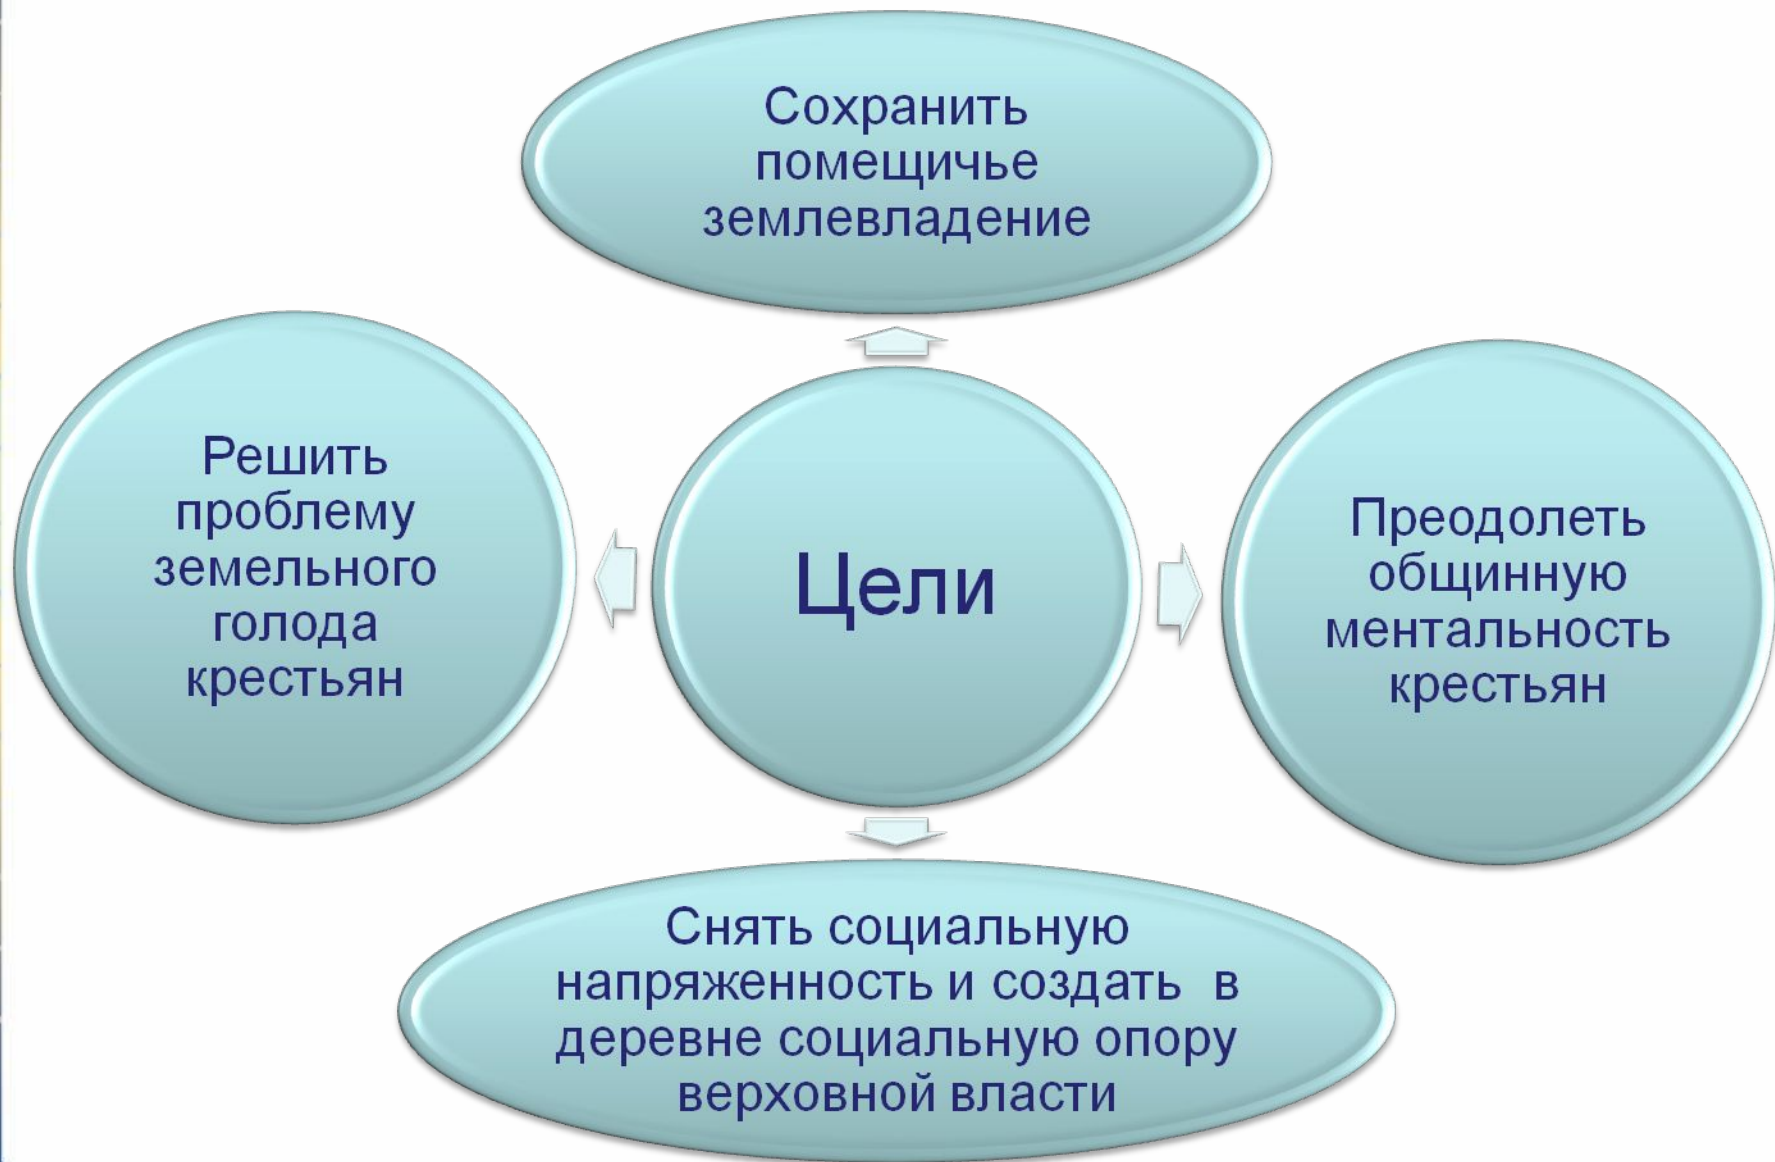 Сохранить
помещичье
землевладение
Решить
проблему
земельного
голода
крестьян
Цели
Преодолеть
общинную
ментальность
крестьян
Снять социальную
напряженность и создать  в
деревне социальную опору
верховной власти